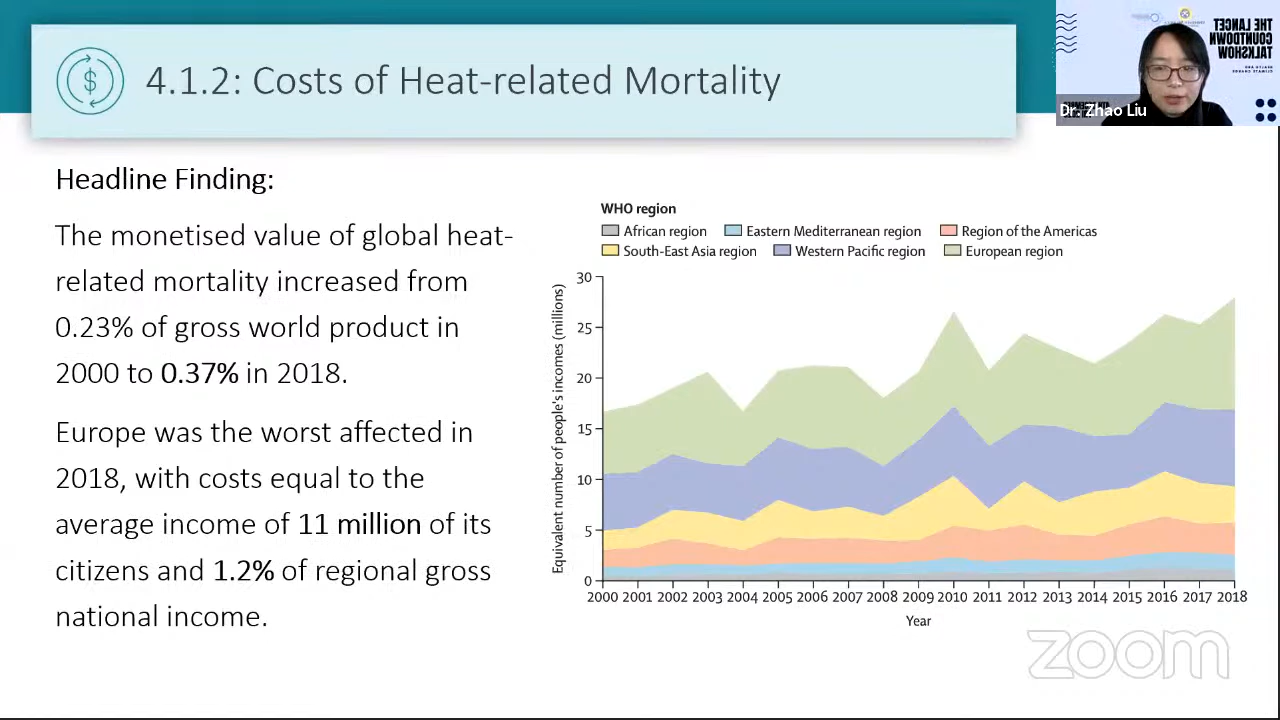 4.1.2: Costs of Heat-related Mortality
THE LANCET
COUNTDOWN
TALKSHOW
Dr. Zhao Liu
Headline Finding:
The monetised value of global heat-
related mortality increased from
0.23% of gross world product in
2000 to 0.37% in 2018.
Europe was the worst affected in
2018, with costs equal to the
average income of 11 million of its
citizens and 1.2% of regional gross
national income.
WHO region
African region Eastern Mediterranean region Region of the Americas
South-East Asia region Western Pacific region European region
Equivalent number of people's incomes (millions)
30
25
20
15
10
5
0
2000 2001 2002 2003 2004 2005 2006 2007 2008 2009 2010 2011 2012 2013 2014 2015 2016 2017 2018
Year
zoom